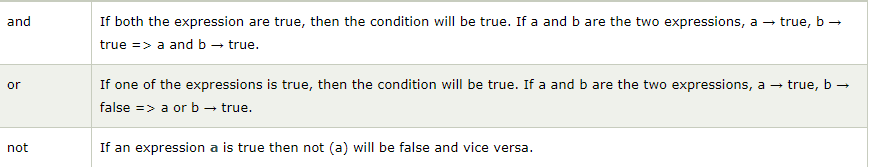 and If both the expression are true, then the condition will be true. If a and b are the two expressions, a → true, b →
true => a and b → true.
or If one of the expressions is true, then the condition will be true. If a and b are the two expressions, a → true, b →
false => a or b → true.
not If an expression a is true then not (a) will be false and vice versa.